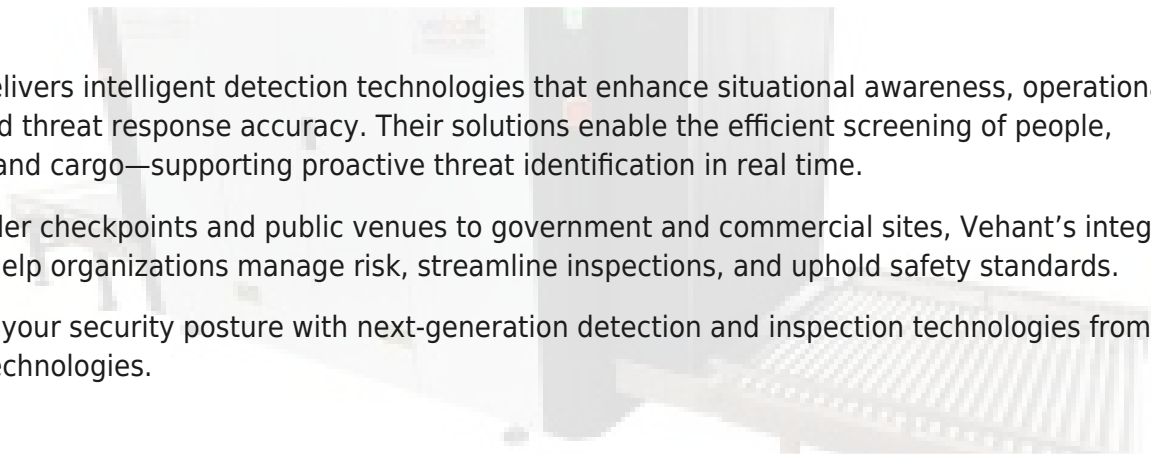 elivers intelligent detection technologies that enhance situational awareness, operationa
d threat response accuracy. Their solutions enable the efficient screening of people,
and cargo—supporting proactive threat identification in real time.
der checkpoints and public venues to government and commercial sites, Vehant’s integ
elp organizations manage risk, streamline inspections, and uphold safety standards.
your security posture with next-generation detection and inspection technologies from
echnologies.